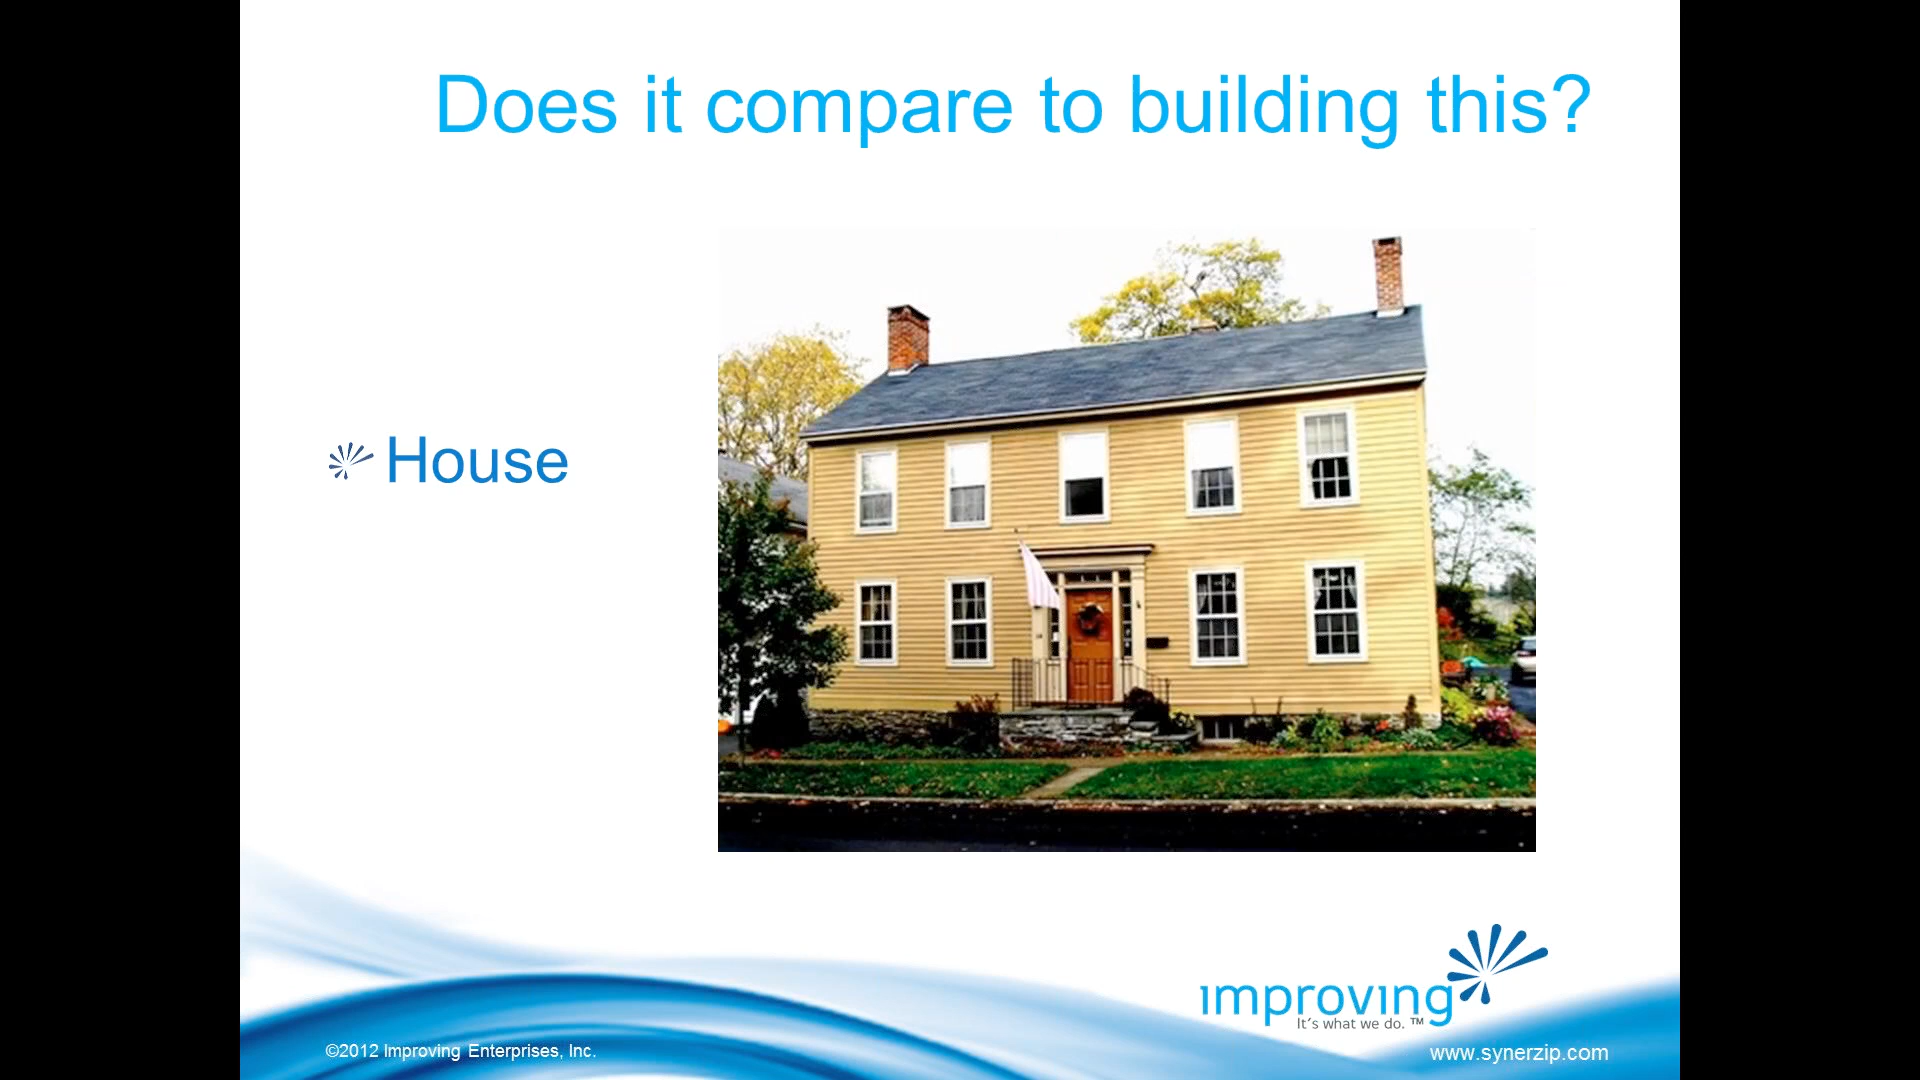 Does it compare to building this?
House
improving
It's what we do. ™
©2012 Improving Enterprises, Inc.
www.synerzip.com